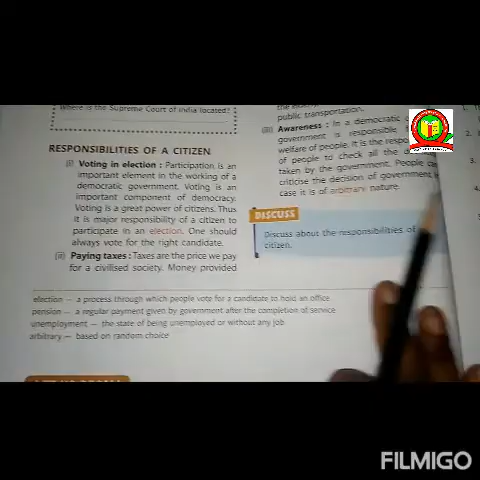 Where is the Supreme Court of India located?
RESPONSIBILITIES OF A CITIZEN
(i) Voting in election : Participation is an
important element in the working of a
democratic government. Voting is an
important component of democracy.
Voting is a great power of citizens. Thus
it is major responsibility of a citizen to
participate in an election. One should
always vote for the right candidate.
(ii) Paying taxes : Taxes are the price we pay
for a civilised society. Money provided
public transportation.
(iii) Awareness : In a democratic
government is responsible
welfare of people. It is the
of people to check all the
taken by the government. People
criticise the decision of government
case it is of arbitrary nature.
DISCUSS
Discuss about the responsibilities of
citizen.
election — a process through which people vote for a candidate to hold an office
pension — a regular payment given by government after the completion of service
unemployment — the state of being unemployed or without any job
arbitrary — based on random choice
FILMIGO